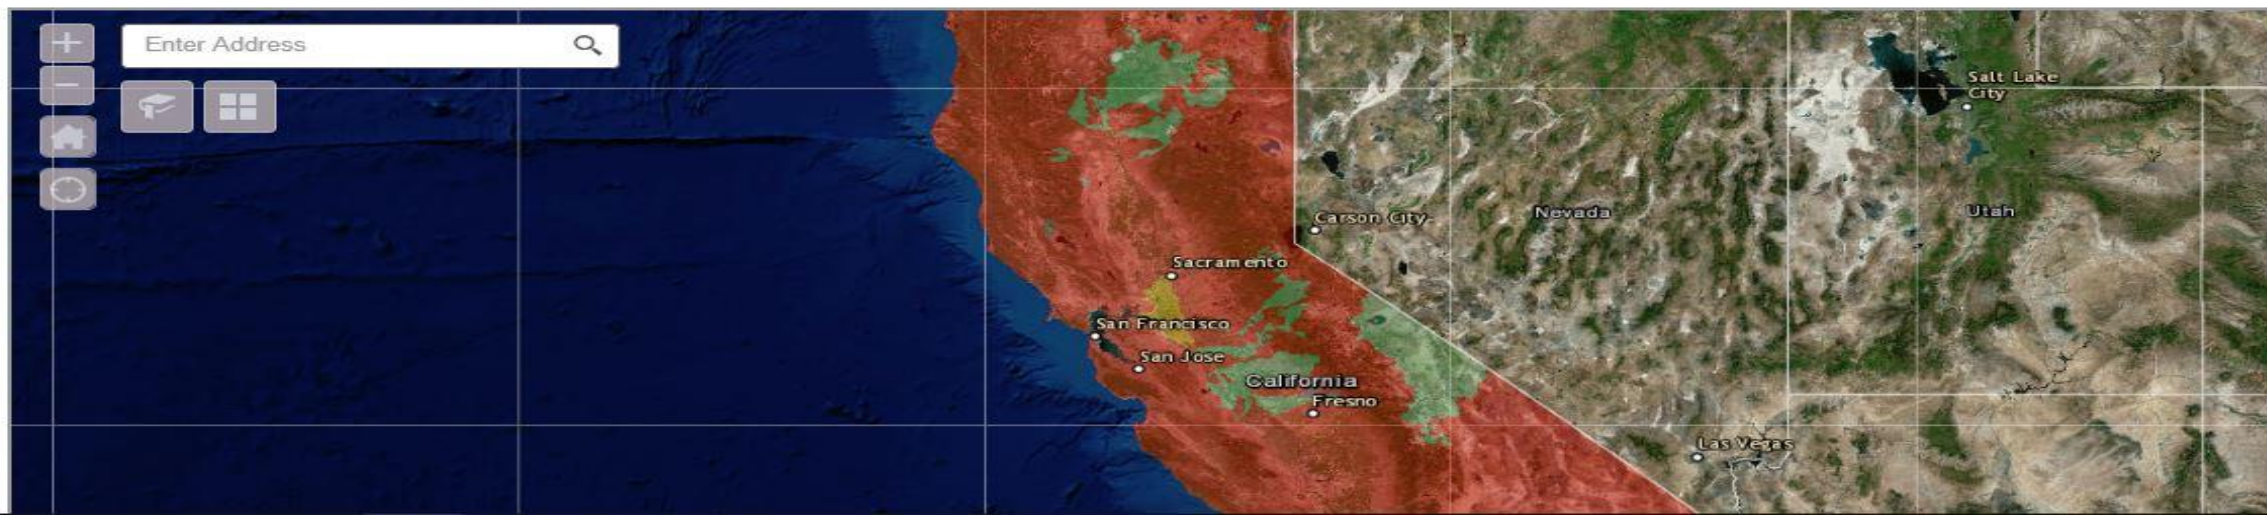 Enter Address
Salt Lake
City
Carson City
Nevada
Utah
Sacramento
San Francisco
San Jose
California
Fresno
Las Vegas